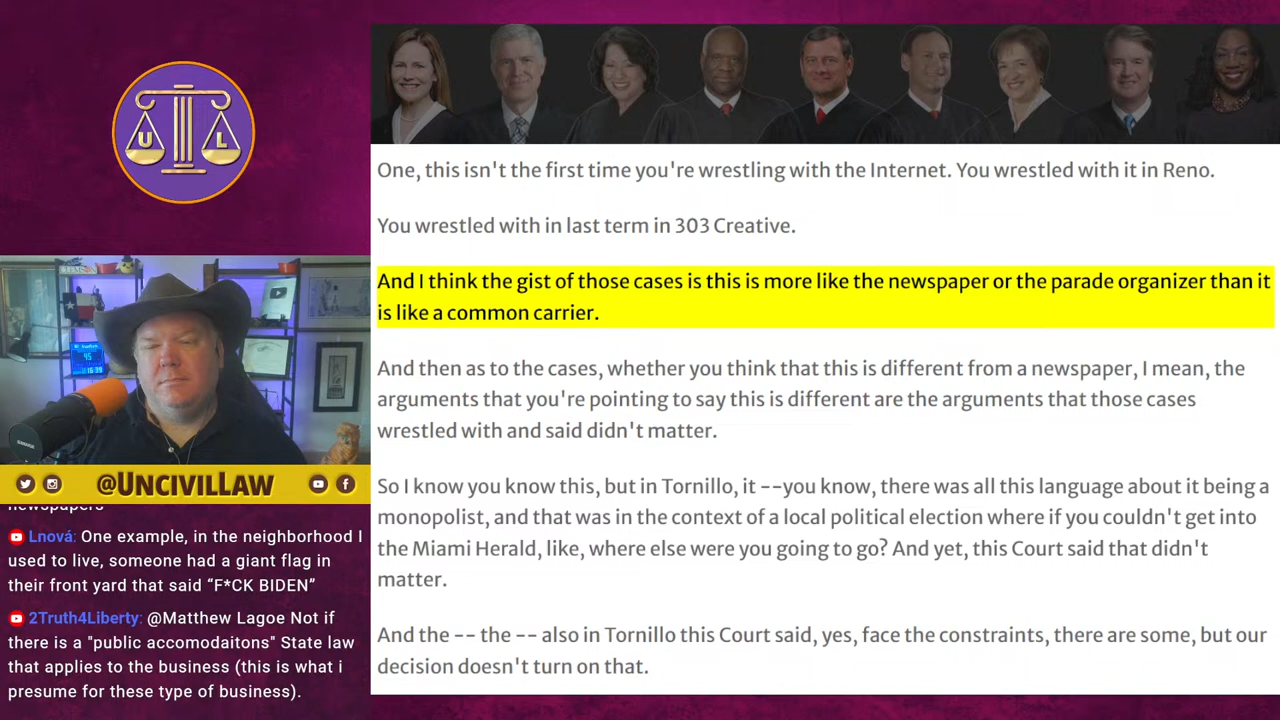 U L
One, this isn't the first time you're wrestling with the Internet. You wrestled with it in Reno.
You wrestled with in last term in 303 Creative.
And I think the gist of those cases is this is more like the newspaper or the parade organizer than it
is like a common carrier.
And then as to the cases, whether you think that this is different from a newspaper, I mean, the
arguments that you're pointing to say this is different are the arguments that those cases
wrestled with and said didn't matter.
So I know you know this, but in Tornillo, it --you know, there was all this language about it being a
monopolist, and that was in the context of a local political election where if you couldn't get into
the Miami Herald, like, where else were you going to go? And yet, this Court said that didn't
matter.
And the -- the -- also in Tornillo this Court said, yes, face the constraints, there are some, but our
decision doesn't turn on that.
@UNCIVILLAW
newspapers
Lnová: One example, in the neighborhood I
used to live, someone had a giant flag in
their front yard that said “F*CK BIDEN”
2Truth4Liberty: @Matthew Lagoe Not if
there is a "public accomodaitons" State law
that applies to the business (this is what i
presume for these type of business).